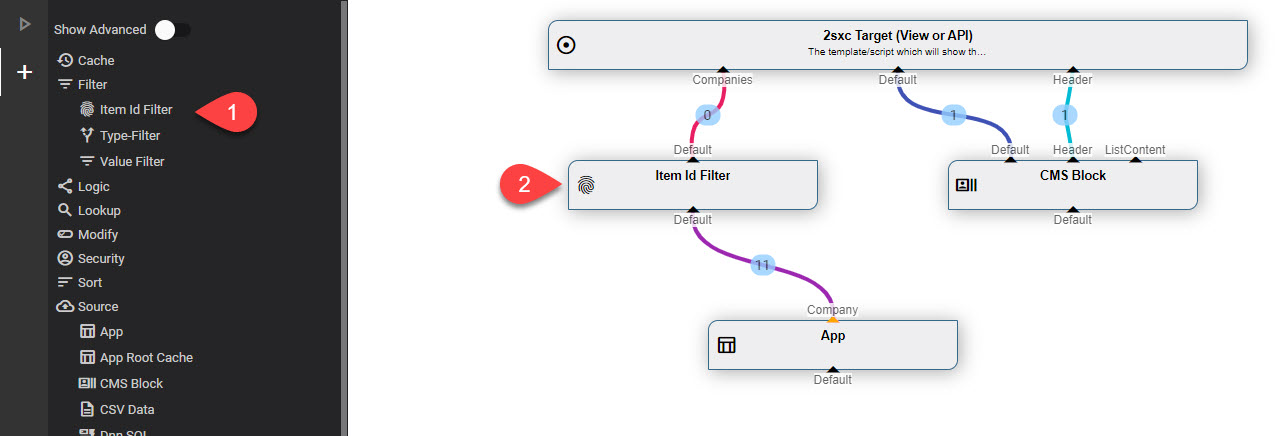 Show Advanced
Cache
Filter
Item Id Filter
1
Type-Filter
Value Filter
Logic
Lookup
Modify
Security
Sort
Source
App
App Root Cache
CMS Block
CSV Data
2sxc Target (View or API)
The template/script which will show th...
Companies Default Header
0 1 1
Default Default Header ListContent
2
Item Id Filter CMS Block
Default Default
11
Company
App
Default